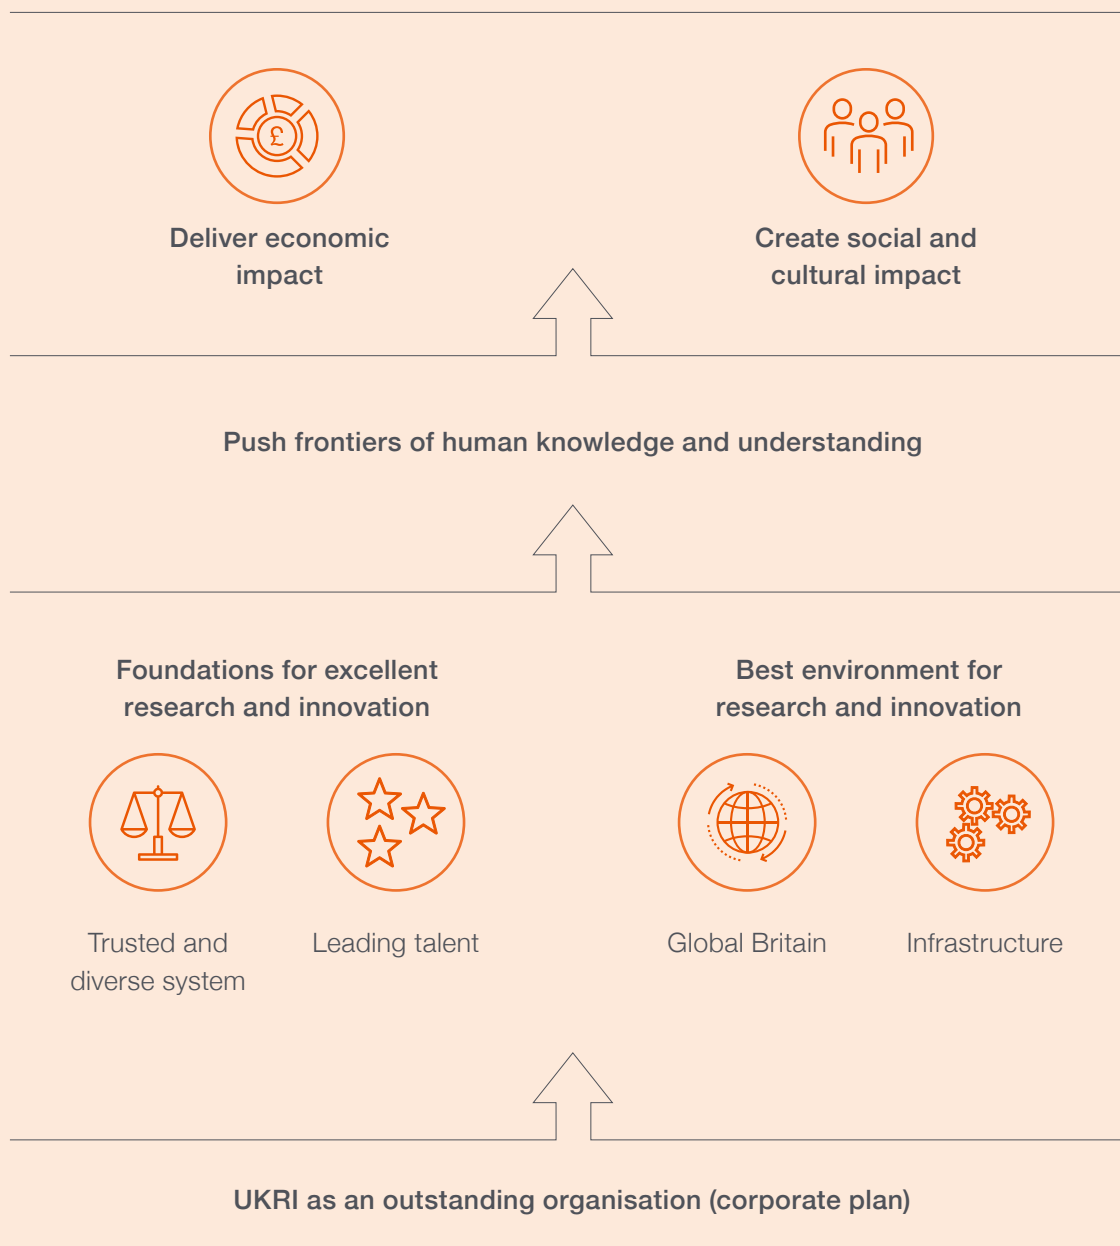 £
Deliver economic
impact
Create social and
cultural impact
Push frontiers of human knowledge and understanding
Foundations for excellent
research and innovation
Best environment for
research and innovation
Trusted and
diverse system
Leading talent
Global Britain
Infrastructure
UKRI as an outstanding organisation (corporate plan)